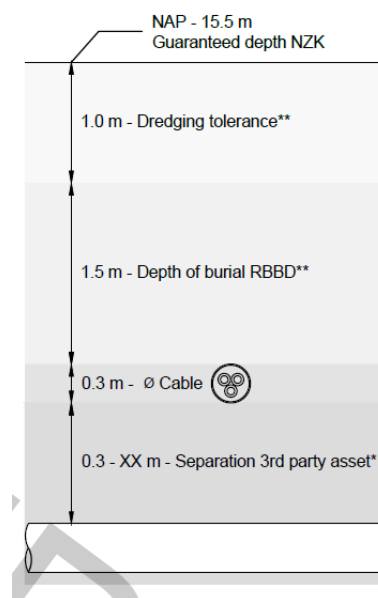 NAP - 15.5 m
Guaranteed depth NZK
1.0 m - Dredging tolerance**
1.5 m - Depth of burial RBBD**
0.3 m - Ø Cable
0.3 - XX m - Separation 3rd party asset*